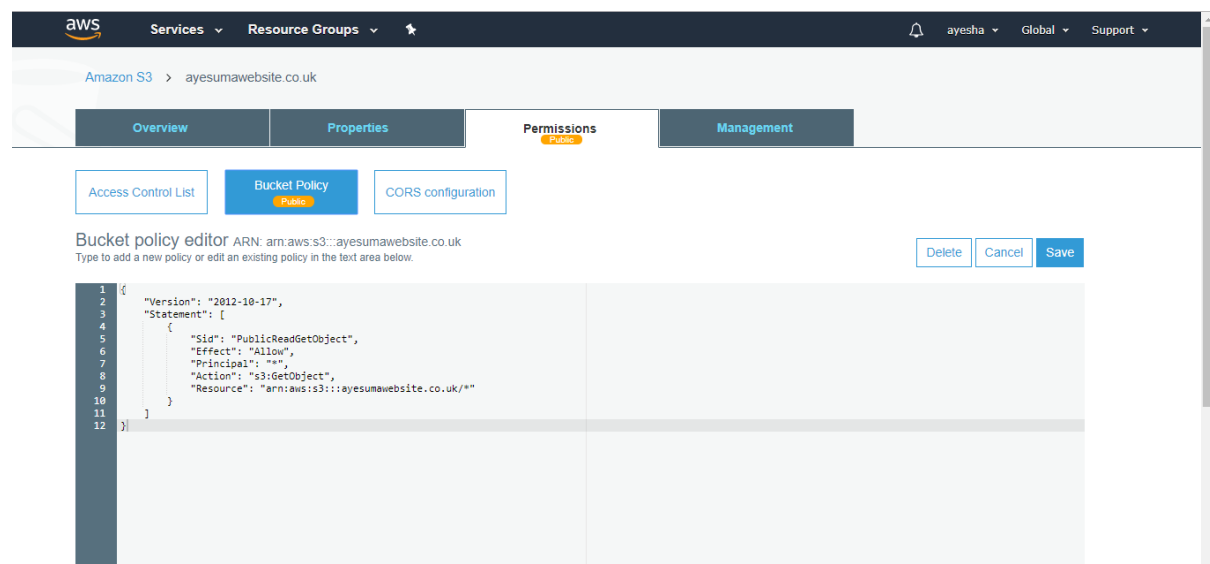 aws Services Resource Groups ayesha Global Support
Amazon S3 > ayesumawebsite.co.uk
Overview Properties Permissions Management
Public
Access Control List Bucket Policy CORS configuration
Public
Bucket policy editor ARN: arn:aws:s3:::ayesumawebsite.co.uk
Type to add a new policy or edit an existing policy in the text area below.
Delete Cancel Save
1 {
2 "Version": "2012-10-17",
3 "Statement": [
4 {
5 "Sid": "PublicReadGetObject",
6 "Effect": "Allow",
7 "Principal": "*",
8 "Action": "s3:GetObject",
9 "Resource": "arn:aws:s3:::ayesumawebsite.co.uk/*"
10 }
11 ]
12 }